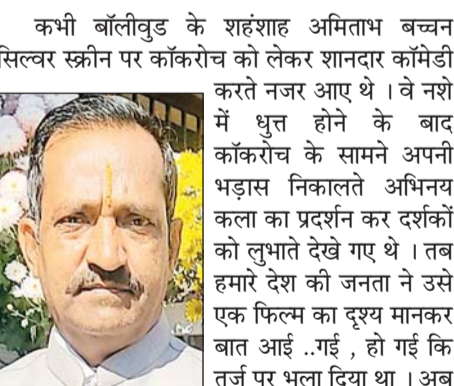 कभी बॉलीवुड के शहंशाह अमिताभ बच्चन
सिल्वर स्क्रीन पर कॉकरोच को लेकर शानदार कॉमेडी
करते नजर आए थे । वे नशे
में धुत्त होने के बाद
कॉकरोच के सामने अपनी
भड़ास निकालते अभिनय
कला का प्रदर्शन कर दर्शकों
को लुभाते देखे गए थे । तब
हमारे देश की जनता ने उसे
एक फिल्म का दृश्य मानकर
बात आई ..गई , हो गई कि
तर्ज पर भुला दिया था । अब